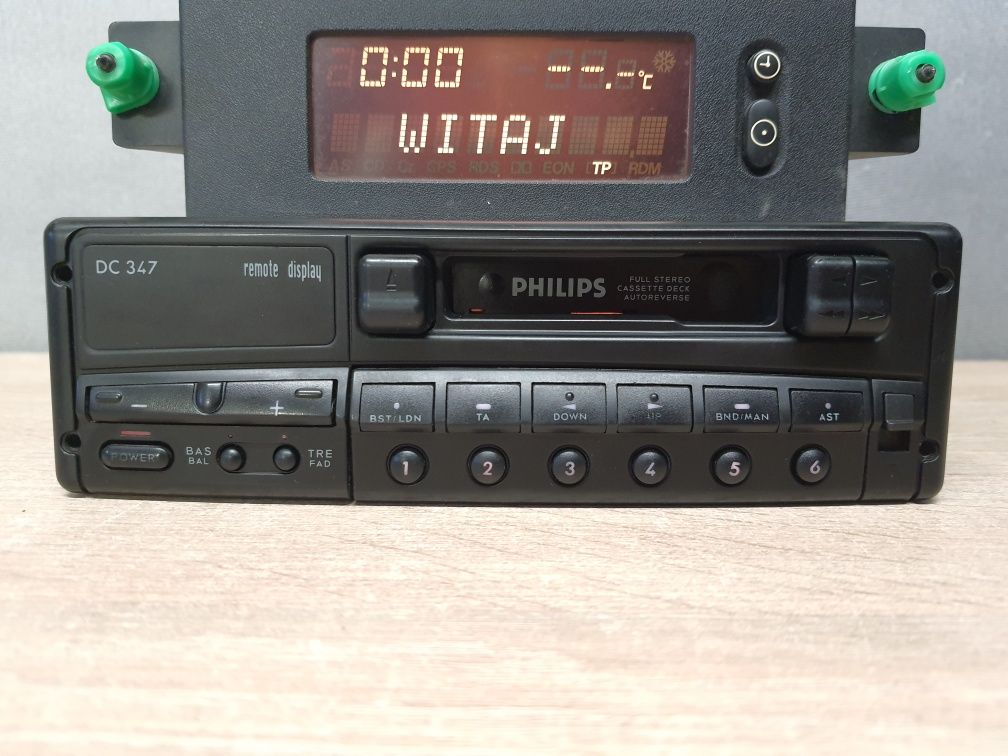 0:00 --.-°C
WITAJ
AS CPS RDS EON TP RDM
DC 347
remote display
PHILIPS
FULL STEREO
CASSETTE DECK
AUTOREVERSE
- +
BST/LDN TA DOWN UP BND/MAN AST
POWER
BAS
BAL
TRE
FAD
1 2 3 4 5 6